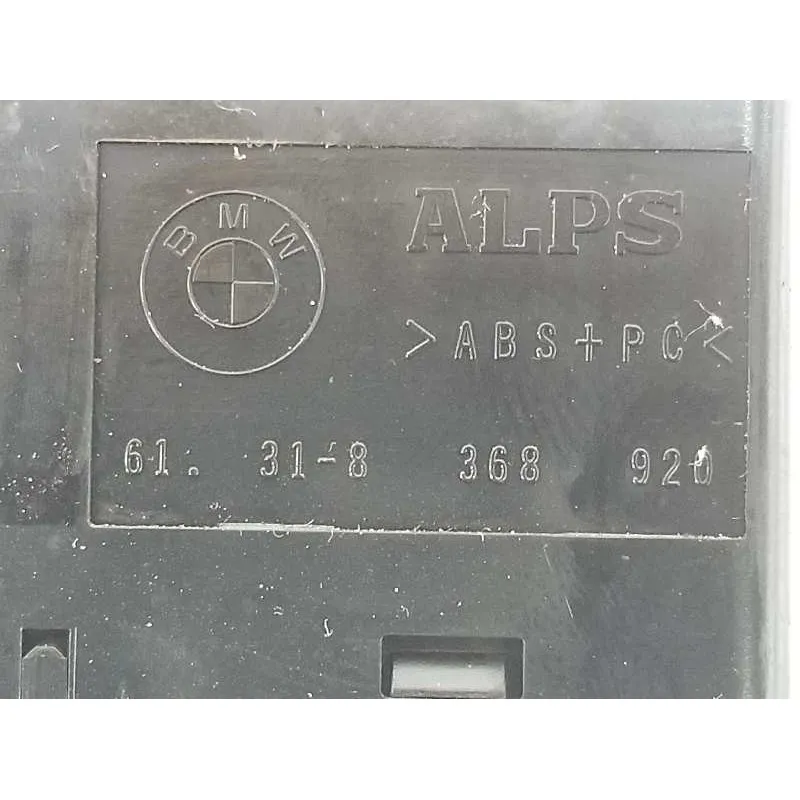 BMW
ALPS
>ABS+PC<
61. 31-8 368 920